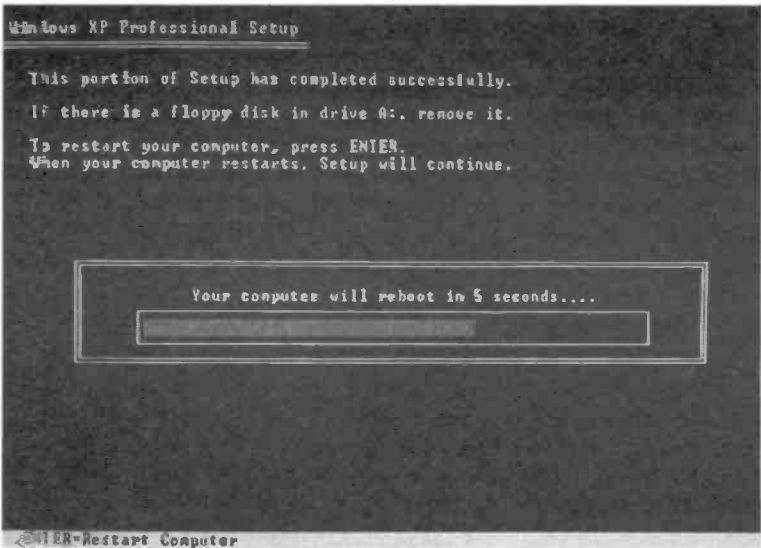 Windows XP Professional Setup
This portion of Setup has completed successfully.
If there is a floppy disk in drive A:, remove it.
To restart your computer, press ENTER.
When your computer restarts, Setup will continue.
Your computer will reboot in 5 seconds....
ENTER=Restart Computer